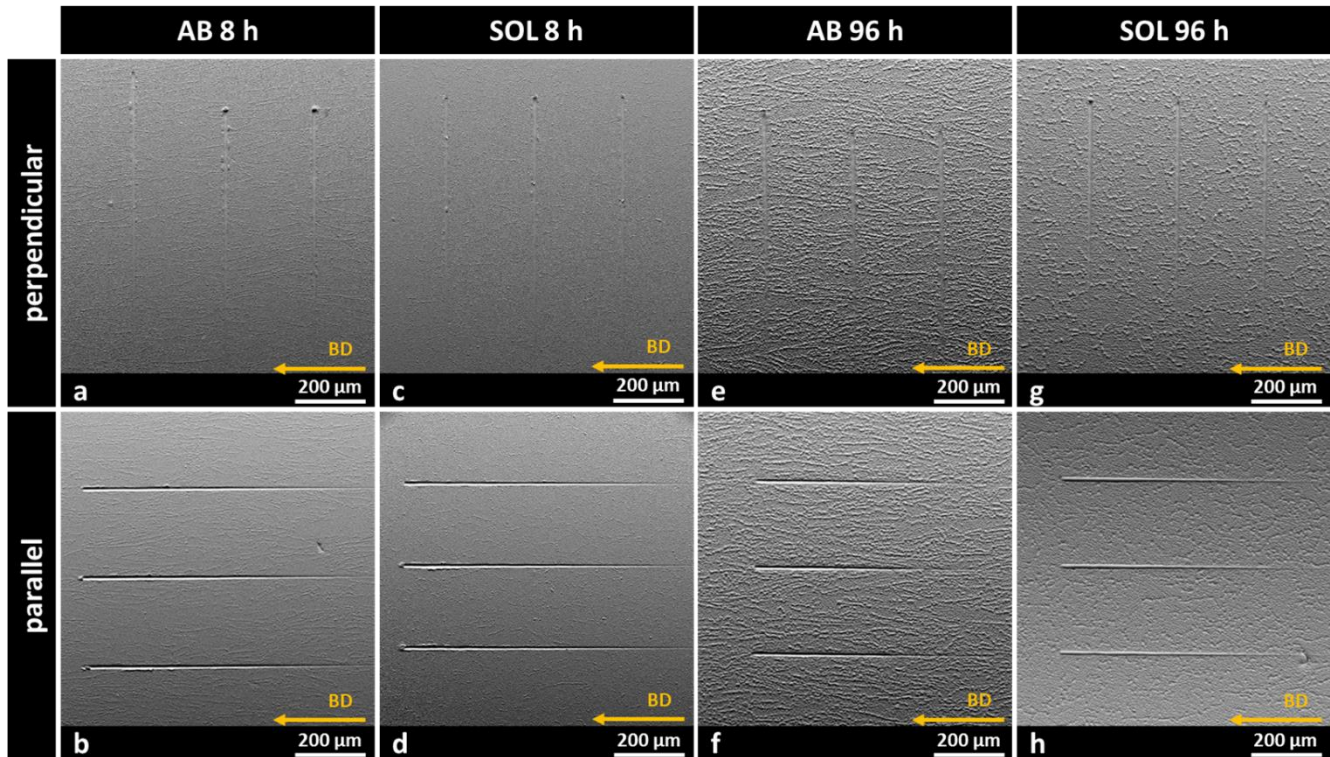 AB 8 h
SOL 8 h
AB 96 h
SOL 96 h
perpendicular
BD
200 µm
a
BD
200 µm
c
BD
200 µm
e
BD
200 µm
g
parallel
BD
200 µm
b
BD
200 µm
d
BD
200 µm
f
BD
200 µm
h